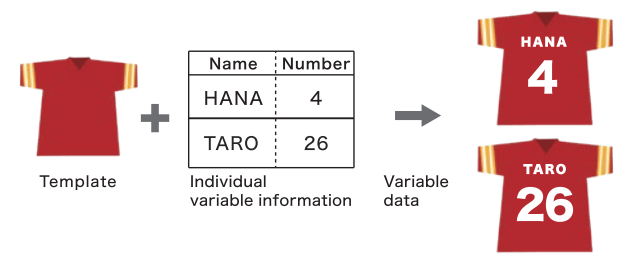 Template
Name Number
HANA 4
TARO 26
Individual
variable information
Variable
data
HANA
4
TARO
26